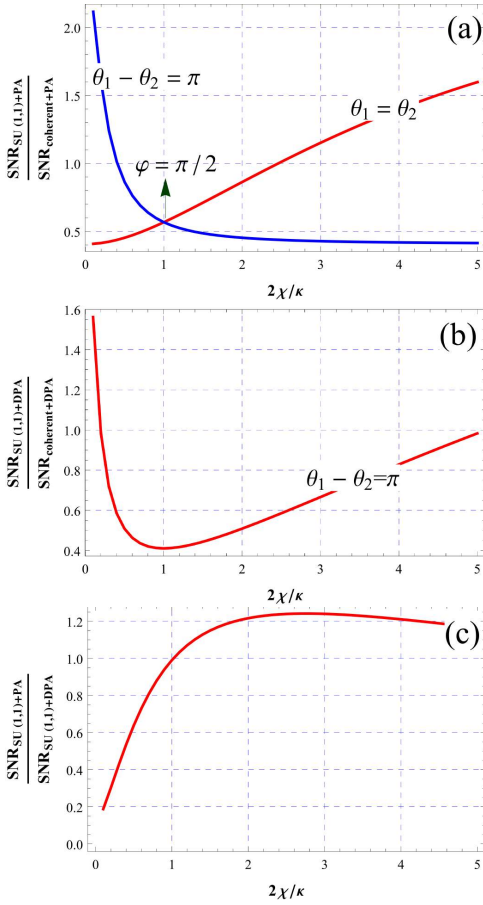 (a)
2.0
θ₁ − θ₂ = π
1.5
θ₁ = θ₂
SNR_SU (1,1)+PA
SNR_coherent+PA
1.0
φ = π / 2
0.5
0 1 2 3 4 5
2χ/κ
(b)
1.6
1.4
1.2
SNR_SU (1,1)+DPA
SNR_coherent+DPA
1.0
0.8
θ₁ − θ₂=π
0.6
0.4
0 1 2 3 4 5
2χ/κ
(c)
1.2
1.0
SNR_SU (1,1)+PA
SNR_SU (1,1)+DPA
0.8
0.6
0.4
0.2
0.0
0 1 2 3 4 5
2χ/κ